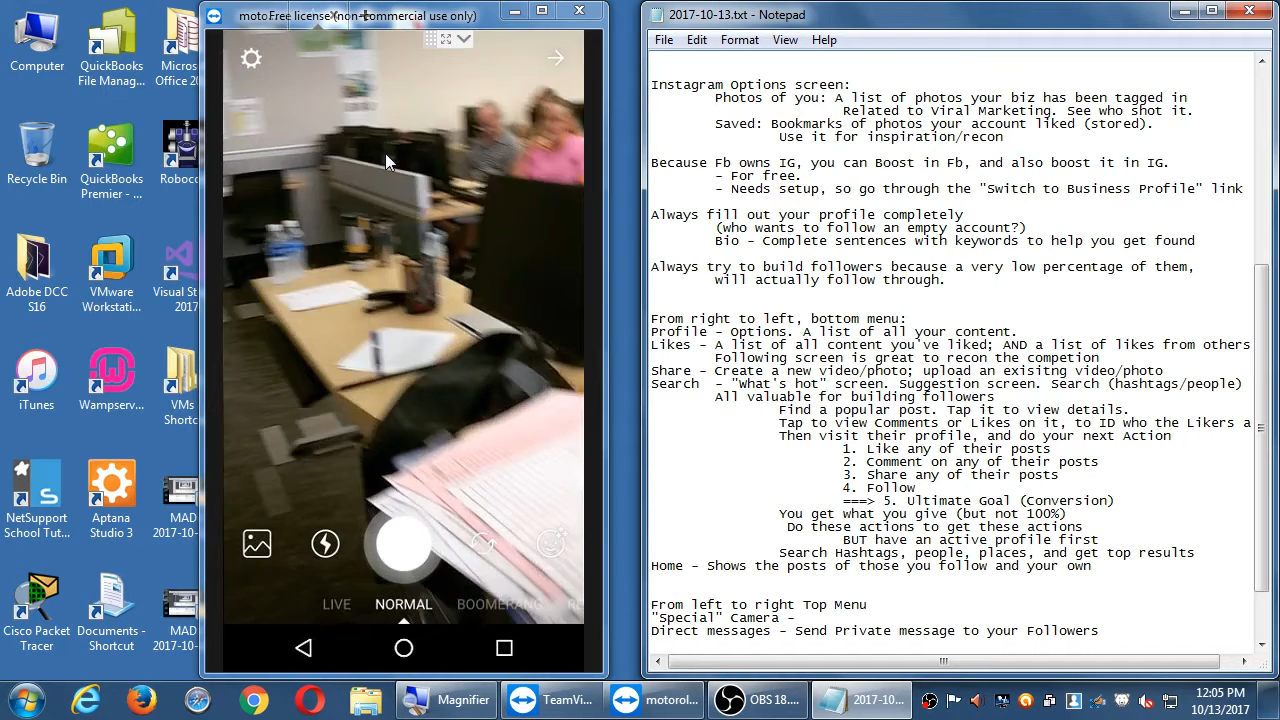 motoFree license (non-commercial use only)
2017-10-13.txt - Notepad
File Edit Format View Help
Computer
QuickBooks
File Manag...
Micros
Office 20
Recycle Bin
QuickBooks
Premier - ...
Roboco
Adobe DCC
S16
VMware
Workstati...
Visual St
2017
iTunes
Wampserv...
VMs
Shortc
NetSupport
School Tut...
Aptana
Studio 3
MAD
2017-10-
Cisco Packet
Tracer
Documents -
Shortcut
MAD
2017-10-
LIVE NORMAL BOOMERANG RE
Instagram Options screen:
Photos of you: A list of photos your biz has been tagged in
Related to Viral Marketing. See who shot it.
Saved: Bookmarks of photos your account liked (stored).
Use it for inspiration/recon
Because Fb owns IG, you can Boost in Fb, and also boost it in IG.
- For free.
- Needs setup, so go through the "Switch to Business Profile" link
Always fill out your profile completely
(who wants to follow an empty account?)
Bio - Complete sentences with keywords to help you get found
Always try to build followers because a very low percentage of them,
will actually follow through.
From right to left, bottom menu:
Profile - Options. A list of all your content.
Likes - A list of all content you've liked; AND a list of likes from others
Following screen is great to recon the competion
Share - Create a new video/photo; upload an exisitng video/photo
Search - "What's hot" screen. Suggestion screen. Search (hashtags/people)
All valuable for building followers
Find a popular post. Tap it to view details.
Tap to view Comments or Likes on it, to ID who the Likers a
Then visit their profile, and do your next Action
1. Like any of their posts
2. Comment on any of their posts
3. Share any of their posts
4. Follow
===> 5. Ultimate Goal (Conversion)
You get what you give (but not 100%)
Do these actions to get these actions
BUT have an active profile first
Search Hashtags, people, places, and get top results
Home - Shows the posts of those you follow and your own
From left to right Top Menu
"Special" Camera -
Direct messages - Send Private message to your Followers
Magnifier
TeamVi...
motorol...
OBS 18....
2017-10...
12:05 PM
10/13/2017